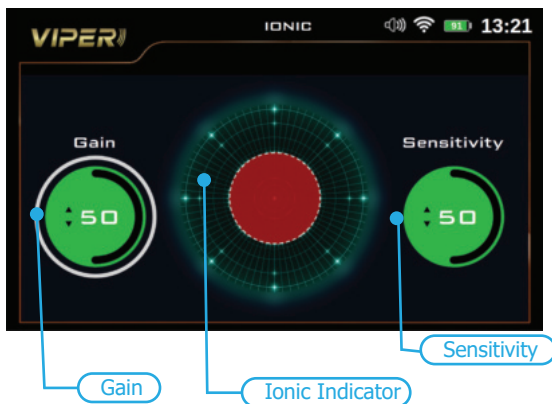 VIPER
IONIC
91
13:21
Gain
Sensitivity
50
50
Sensitivity
Gain
Ionic Indicator